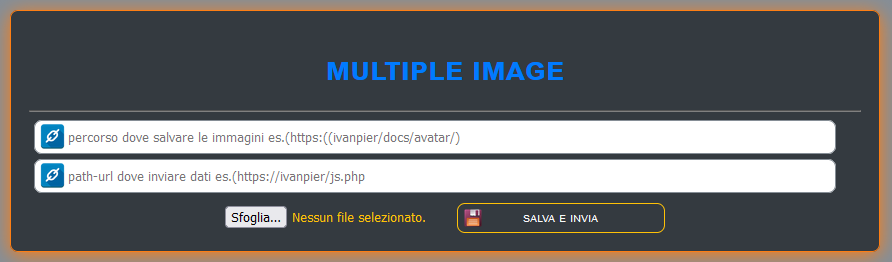 MULTIPLE IMAGE
percorso dove salvare le immagini es.(https:((ivanpier/docs/avatar/)
path-url dove inviare dati es.(https://ivanpier/js.php
Sfoglia... Nessun file selezionato. SALVA E INVIA